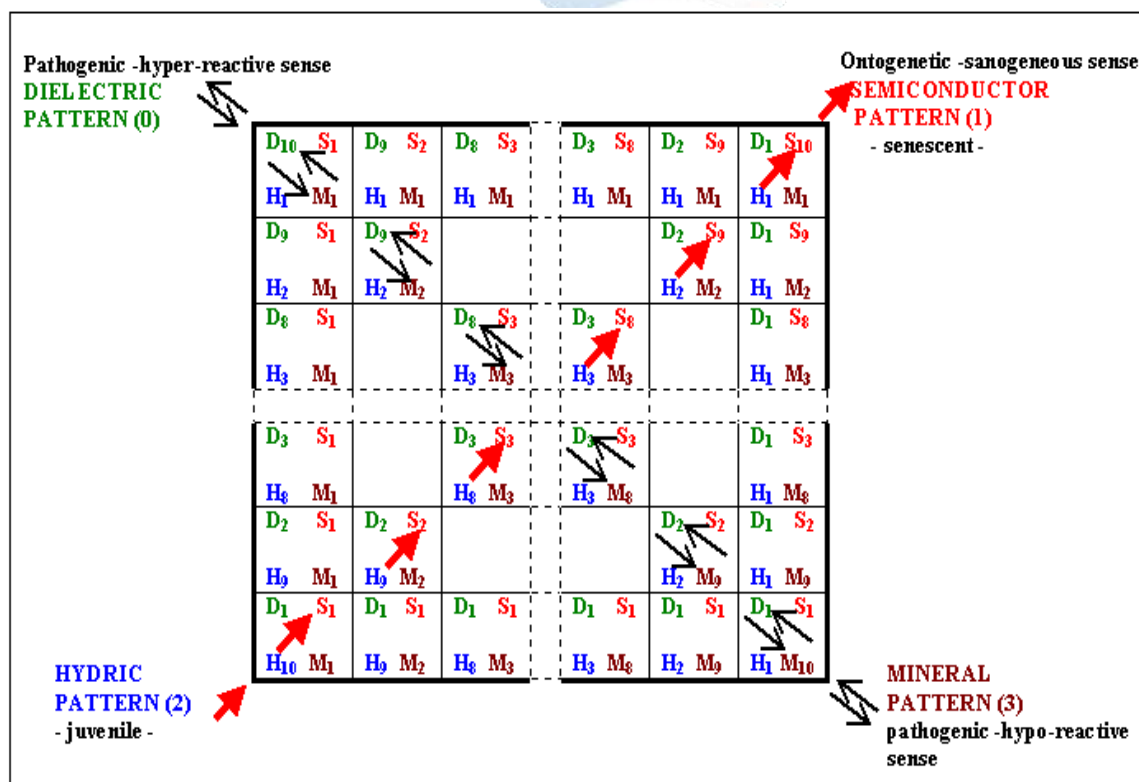 Pathogenic -hyper-reactive sense
DIELECTRIC
PATTERN (0)
Ontogenetic -sanogeneous sense
SEMICONDUCTOR
PATTERN (1)
- senescent -
D10 S1 D9 S2 D8 S3 D3 S8 D2 S9 D1 S10
H1 M1 H1 M1 H1 M1 H1 M1 H1 M1 H1 M1
D9 S1 D9 S2 D2 S9 D1 S9
H2 M1 H2 M2 H2 M2 H1 M2
D8 S1 D8 S3 D3 S8 D1 S8
H3 M1 H3 M3 H3 M3 H1 M3
D3 S1 D3 S3 D3 S3 D1 S3
H8 M1 H8 M3 H3 M8 H1 M8
D2 S1 D2 S2 D2 S2 D1 S2
H9 M1 H9 M2 H2 M9 H1 M9
D1 S1 D1 S1 D1 S1 D1 S1 D1 S1 D1 S1
H10 M1 H9 M2 H8 M3 H3 M8 H2 M9 H1 M10
HYDRIC
PATTERN (2)
- juvenile -
MINERAL
PATTERN (3)
pathogenic -hypo-reactive
sense